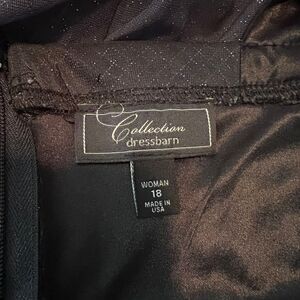 Collection
dressbarn
WOMAN
18
MADE IN
USA